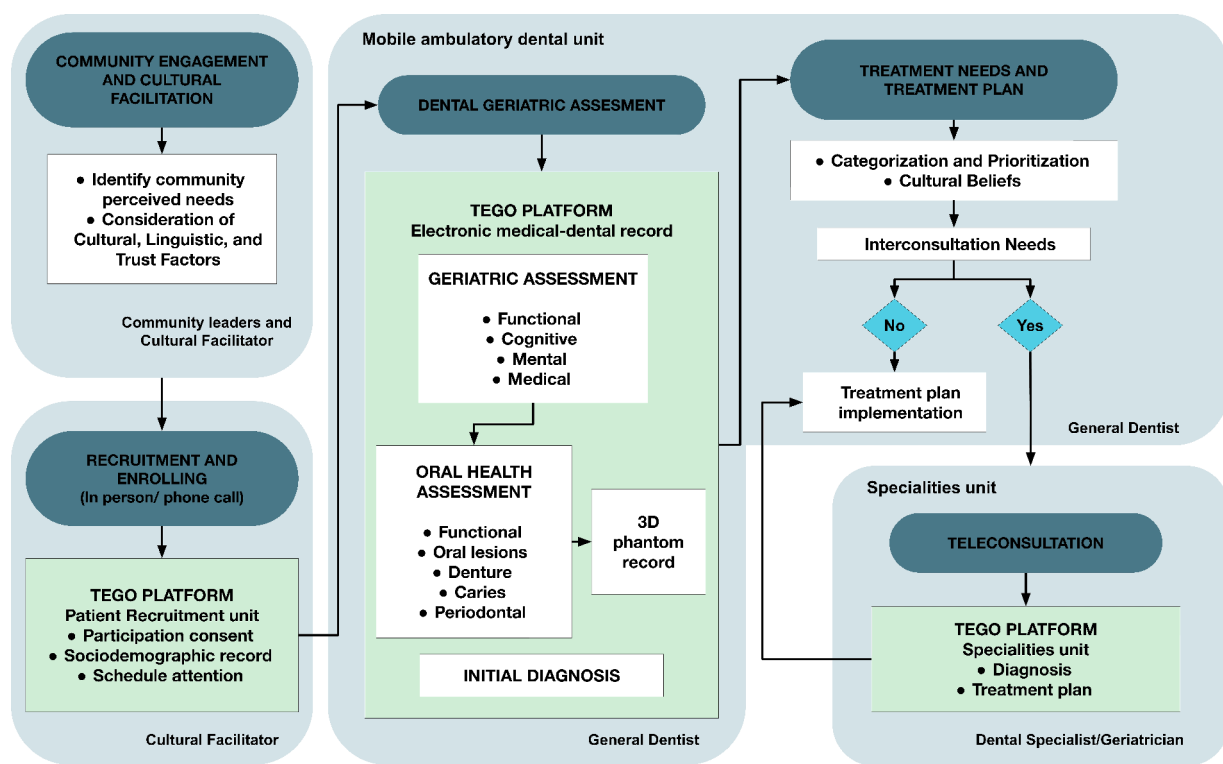 COMMUNITY ENGAGEMENT
AND CULTURAL
FACILITATION
● Identify community
perceived needs
● Consideration of
Cultural, Linguistic, and
Trust Factors
Community leaders and
Cultural Facilitator
RECRUITMENT AND
ENROLLING
(In person/ phone call)
TEGO PLATFORM
Patient Recruitment unit
● Participation consent
● Sociodemographic record
● Schedule attention
Cultural Facilitator
Mobile ambulatory dental unit
DENTAL GERIATRIC ASSESMENT
TEGO PLATFORM
Electronic medical-dental record
GERIATRIC ASSESSMENT
● Functional
● Cognitive
● Mental
● Medical
ORAL HEALTH
ASSESSMENT
● Functional
● Oral lesions
● Denture
● Caries
● Periodontal
3D
phantom
record
INITIAL DIAGNOSIS
General Dentist
TREATMENT NEEDS AND
TREATMENT PLAN
● Categorization and Prioritization
● Cultural Beliefs
Interconsultation Needs
No
Yes
Treatment plan
implementation
General Dentist
Specialities unit
TELECONSULTATION
TEGO PLATFORM
Specialities unit
● Diagnosis
● Treatment plan
Dental Specialist/Geriatrician